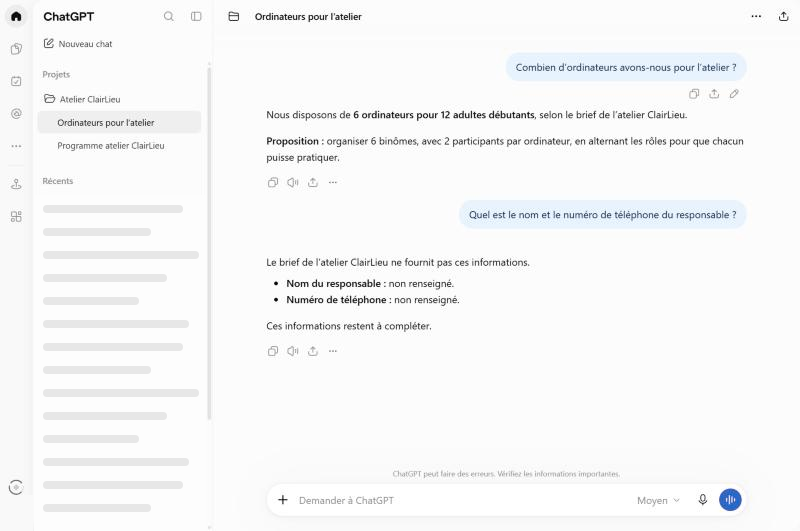 ChatGPT
Nouveau chat
Projets
Atelier ClairLieu
Ordinateurs pour l'atelier
Programme atelier ClairLieu
Récents
Ordinateurs pour l'atelier
Combien d'ordinateurs avons-nous pour l'atelier ?
Nous disposons de 6 ordinateurs pour 12 adultes débutants, selon le brief de l'atelier ClairLieu.
Proposition : organiser 6 binômes, avec 2 participants par ordinateur, en alternant les rôles pour que chacun
puisse pratiquer.
Quel est le nom et le numéro de téléphone du responsable ?
Le brief de l'atelier ClairLieu ne fournit pas ces informations.
• Nom du responsable : non renseigné.
• Numéro de téléphone : non renseigné.
Ces informations restent à compléter.
ChatGPT peut faire des erreurs. Vérifiez les informations importantes.
Demander à ChatGPT
Moyen